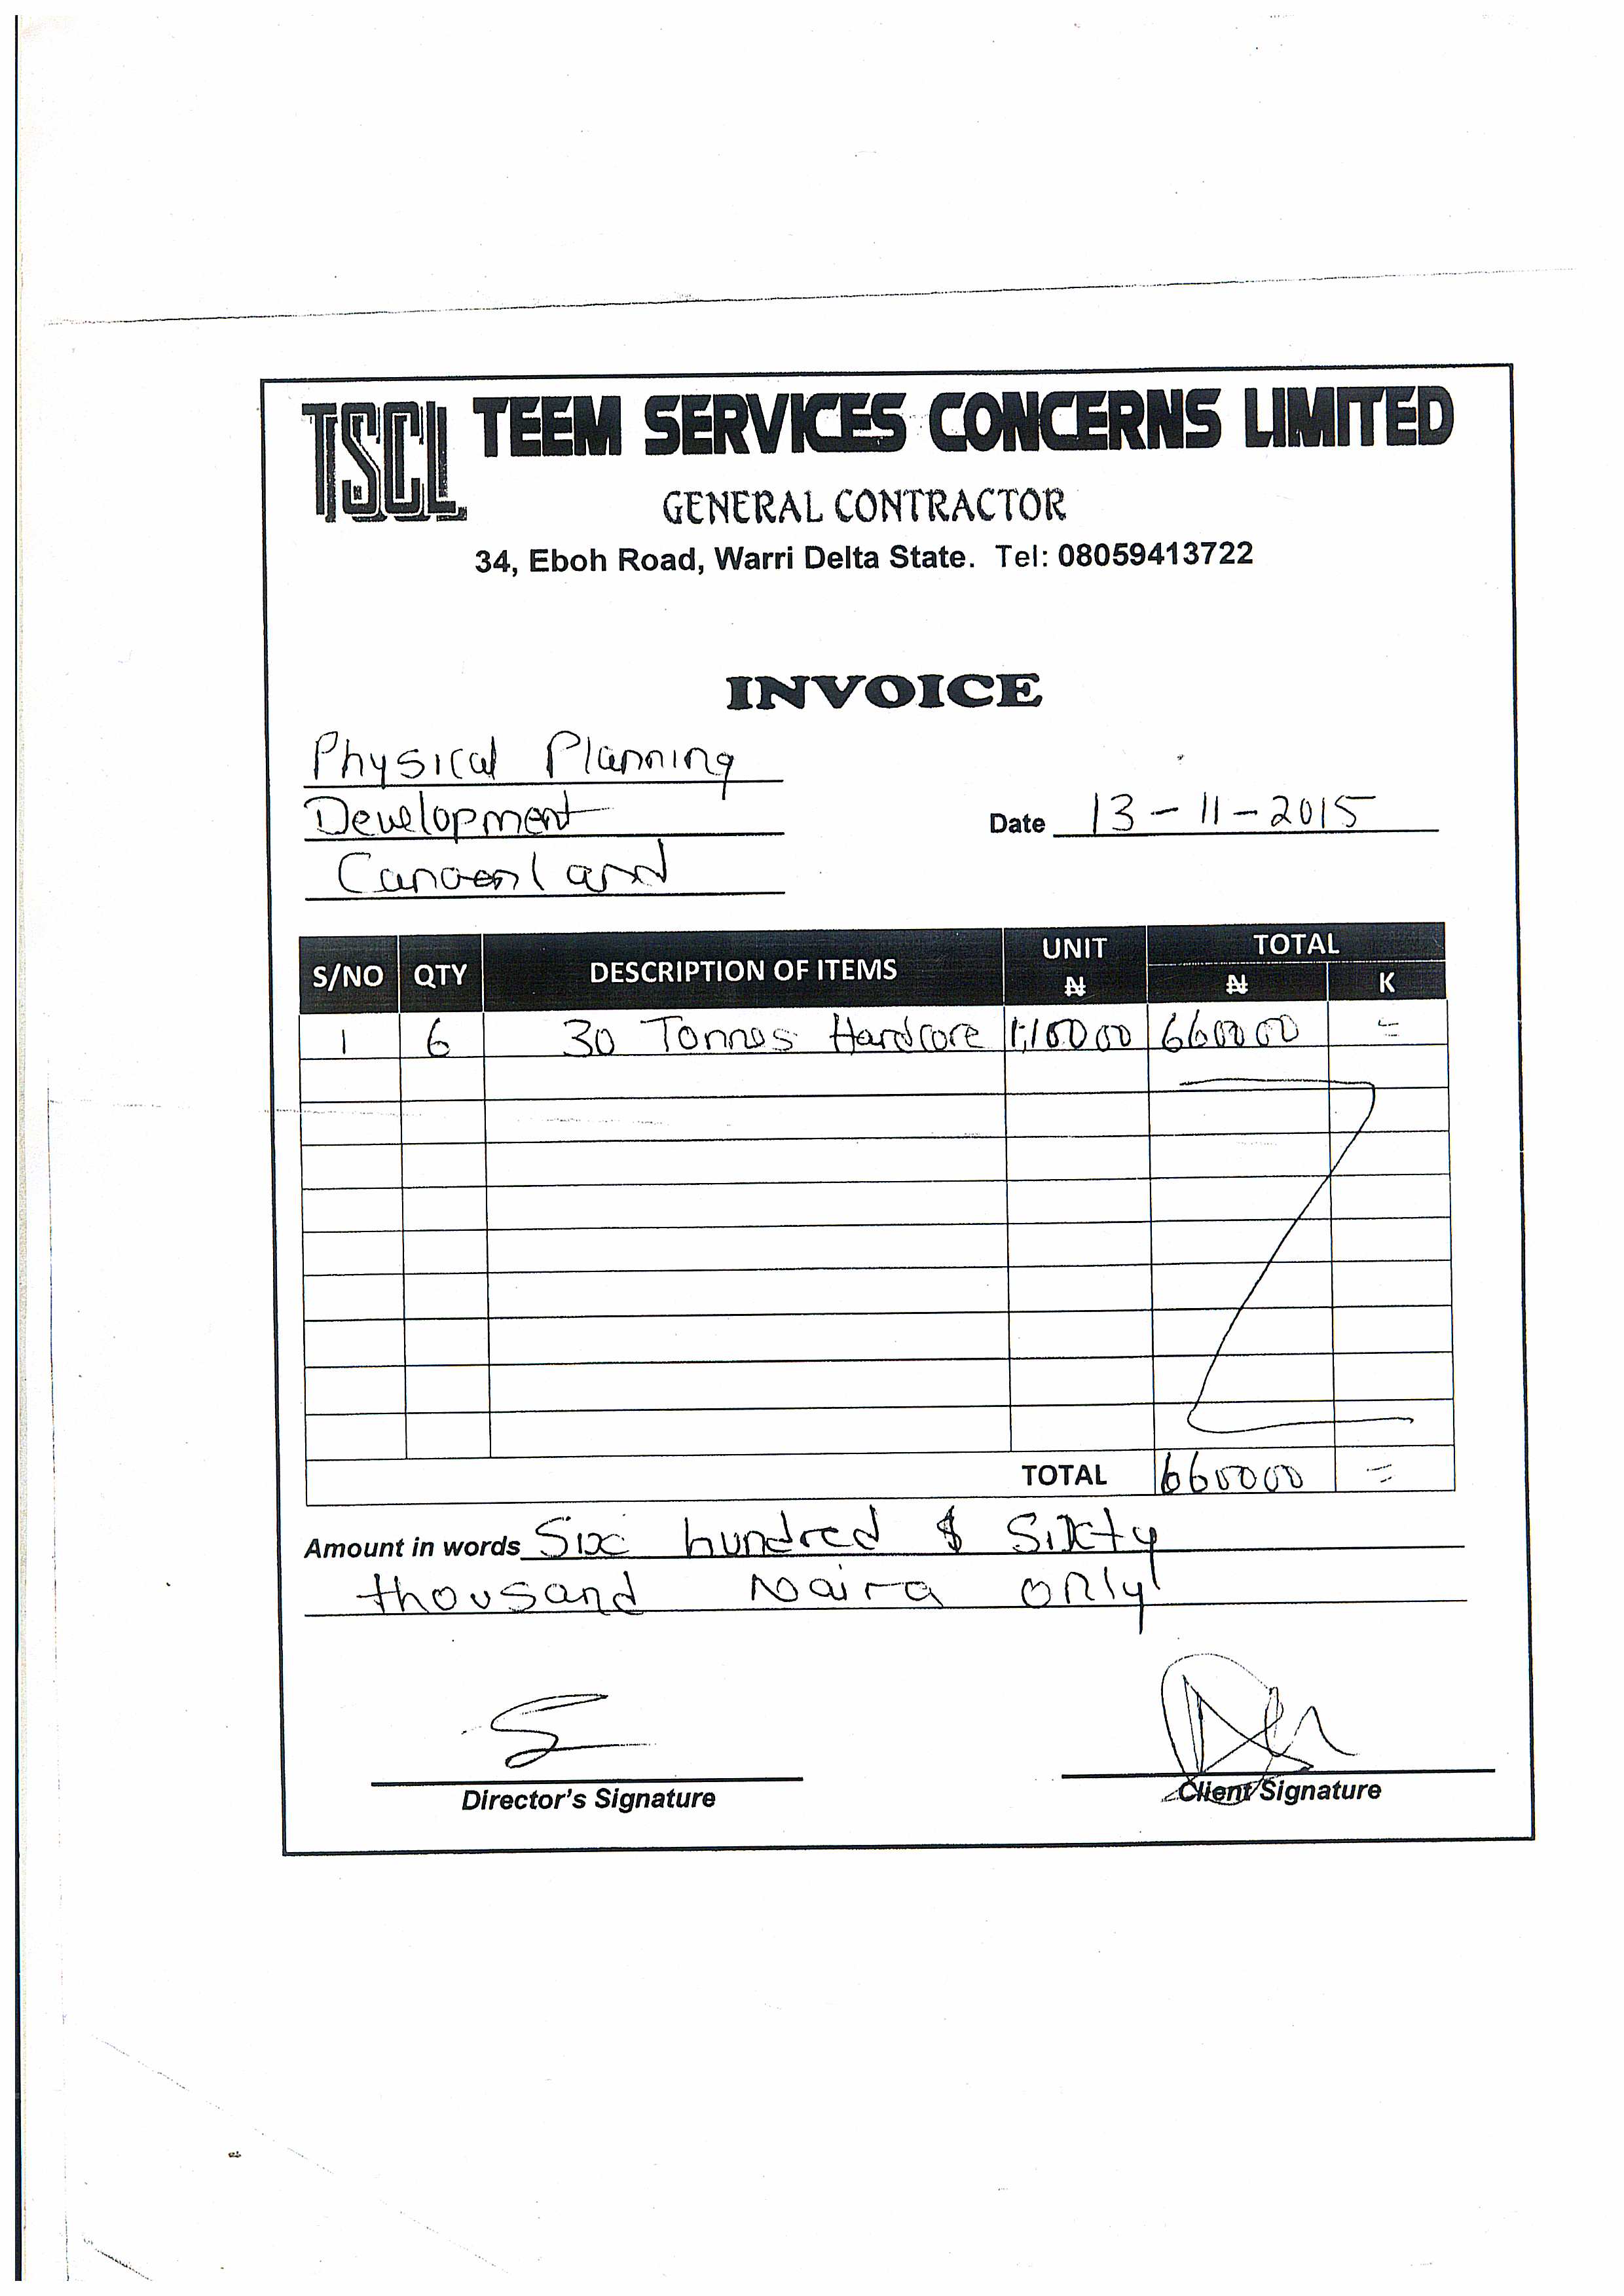 TSCL TEEM SERVICES CONCERNS LIMITED
GENERAL CONTRACTOR
34, Eboh Road, Warri Delta State. Tel: 08059413722
INVOICE
Physical Planning
Development
Date 13-11-2015
Canaanland
S/NO QTY DESCRIPTION OF ITEMS UNIT ₦ TOTAL ₦ K
1 6 30 Tonnes Hardcore 110000 660000 =
TOTAL 660000 =
Amount in words Six hundred & Sixty
thousand Naira only
Director's Signature
Client Signature